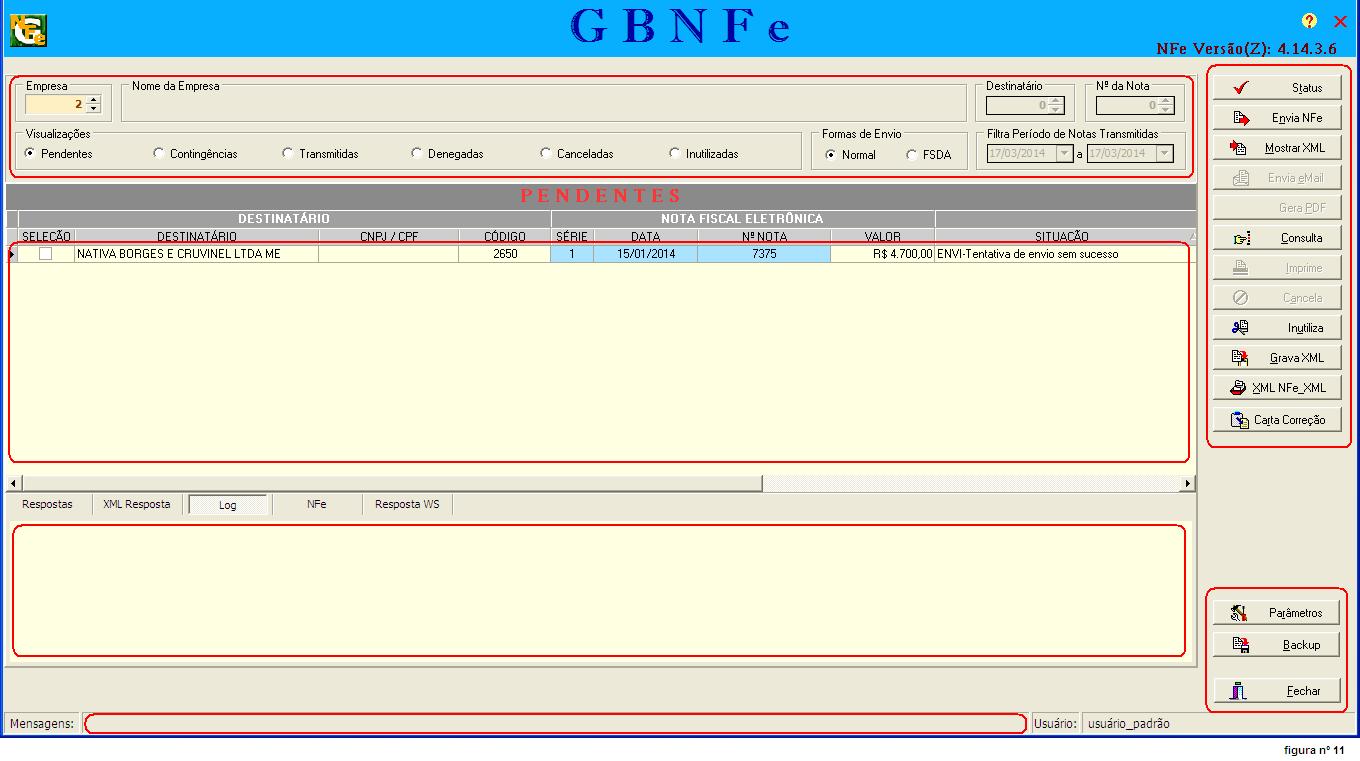 G B N F e
NFe Versão(Z): 4.14.3.6
Empresa
2
Nome da Empresa
Destinatário
0
Nº da Nota
0
Visualizações
Pendentes
Contingências
Transmitidas
Denegadas
Canceladas
Inutilizadas
Formas de Envio
Normal
FSDA
Filtra Período de Notas Transmitidas
17/03/2014 a 17/03/2014
P E N D E N T E S
DESTINATÁRIO NOTA FISCAL ELETRÔNICA
SELEÇÃO DESTINATÁRIO CNPJ / CPF CÓDIGO SÉRIE DATA Nº NOTA VALOR SITUAÇÃO
NATIVA BORGES E CRUVINEL LTDA ME 2650 1 15/01/2014 7375 R$ 4.700,00 ENVI-Tentativa de envio sem sucesso
Respostas
XML Resposta
Log
NFe
Resposta WS
Status
Envia NFe
Mostrar XML
Envia eMail
Gera PDF
Consulta
Imprime
Cancela
Inutiliza
Grava XML
XML NFe_XML
Carta Correção
Parâmetros
Backup
Fechar
Mensagens:
Usuário: usuário_padrão
figura nº 11